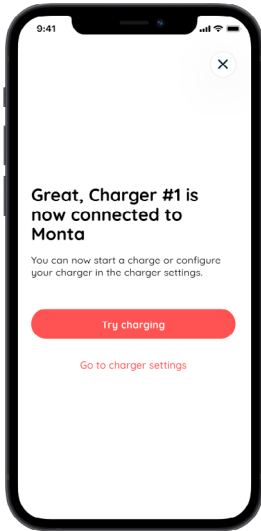 9:41
Great, Charger #1 is
now connected to
Monta
You can now start a charge or configure
your charger in the charger settings.
Try charging
Go to charger settings